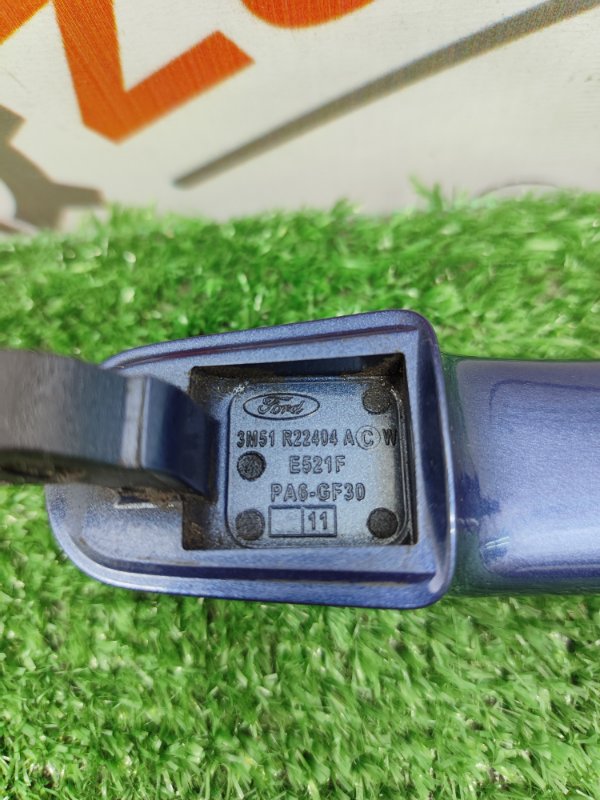 Ford
3M51 R22404 A C W
E521F
PA6-GF30
11